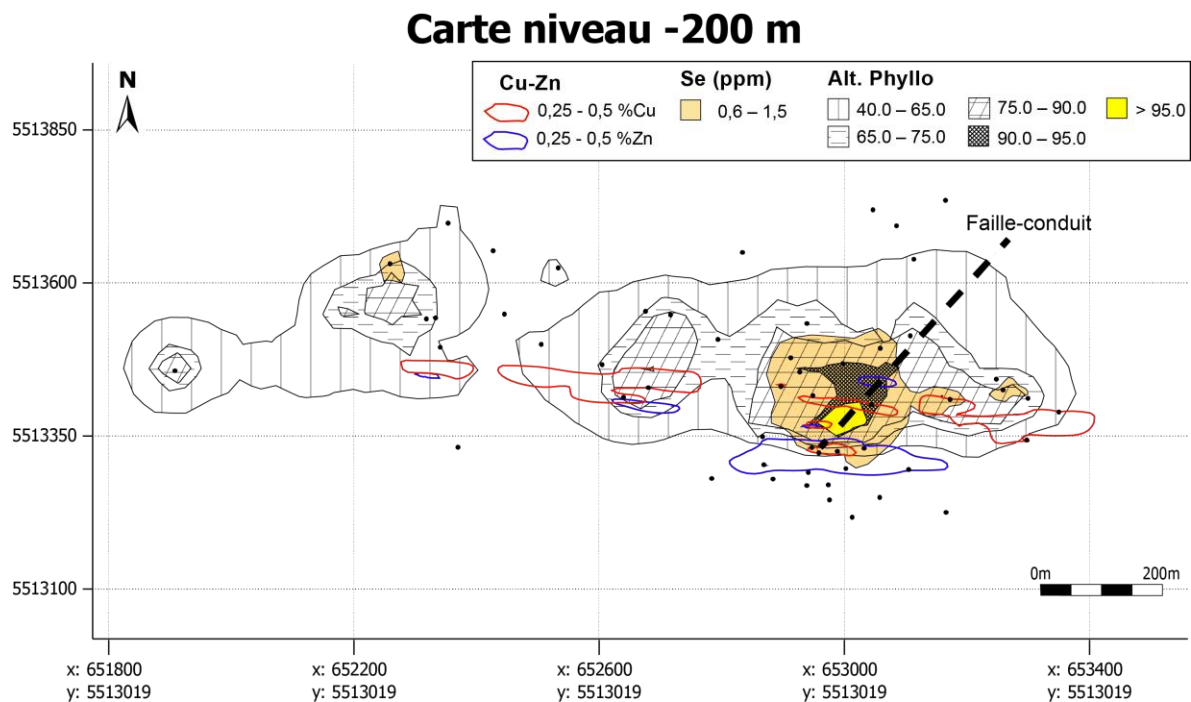 Carte niveau -200 m
N
Cu-Zn
0,25 - 0,5 %Cu
0,25 - 0,5 %Zn
Se (ppm)
0,6 – 1,5
Alt. Phyllo
40.0 – 65.0
65.0 – 75.0
75.0 – 90.0
90.0 – 95.0
> 95.0
Faille-conduit
5513850
5513600
5513350
5513100
0m 200m
x: 651800 x: 652200 x: 652600 x: 653000 x: 653400
y: 5513019 y: 5513019 y: 5513019 y: 5513019 y: 5513019